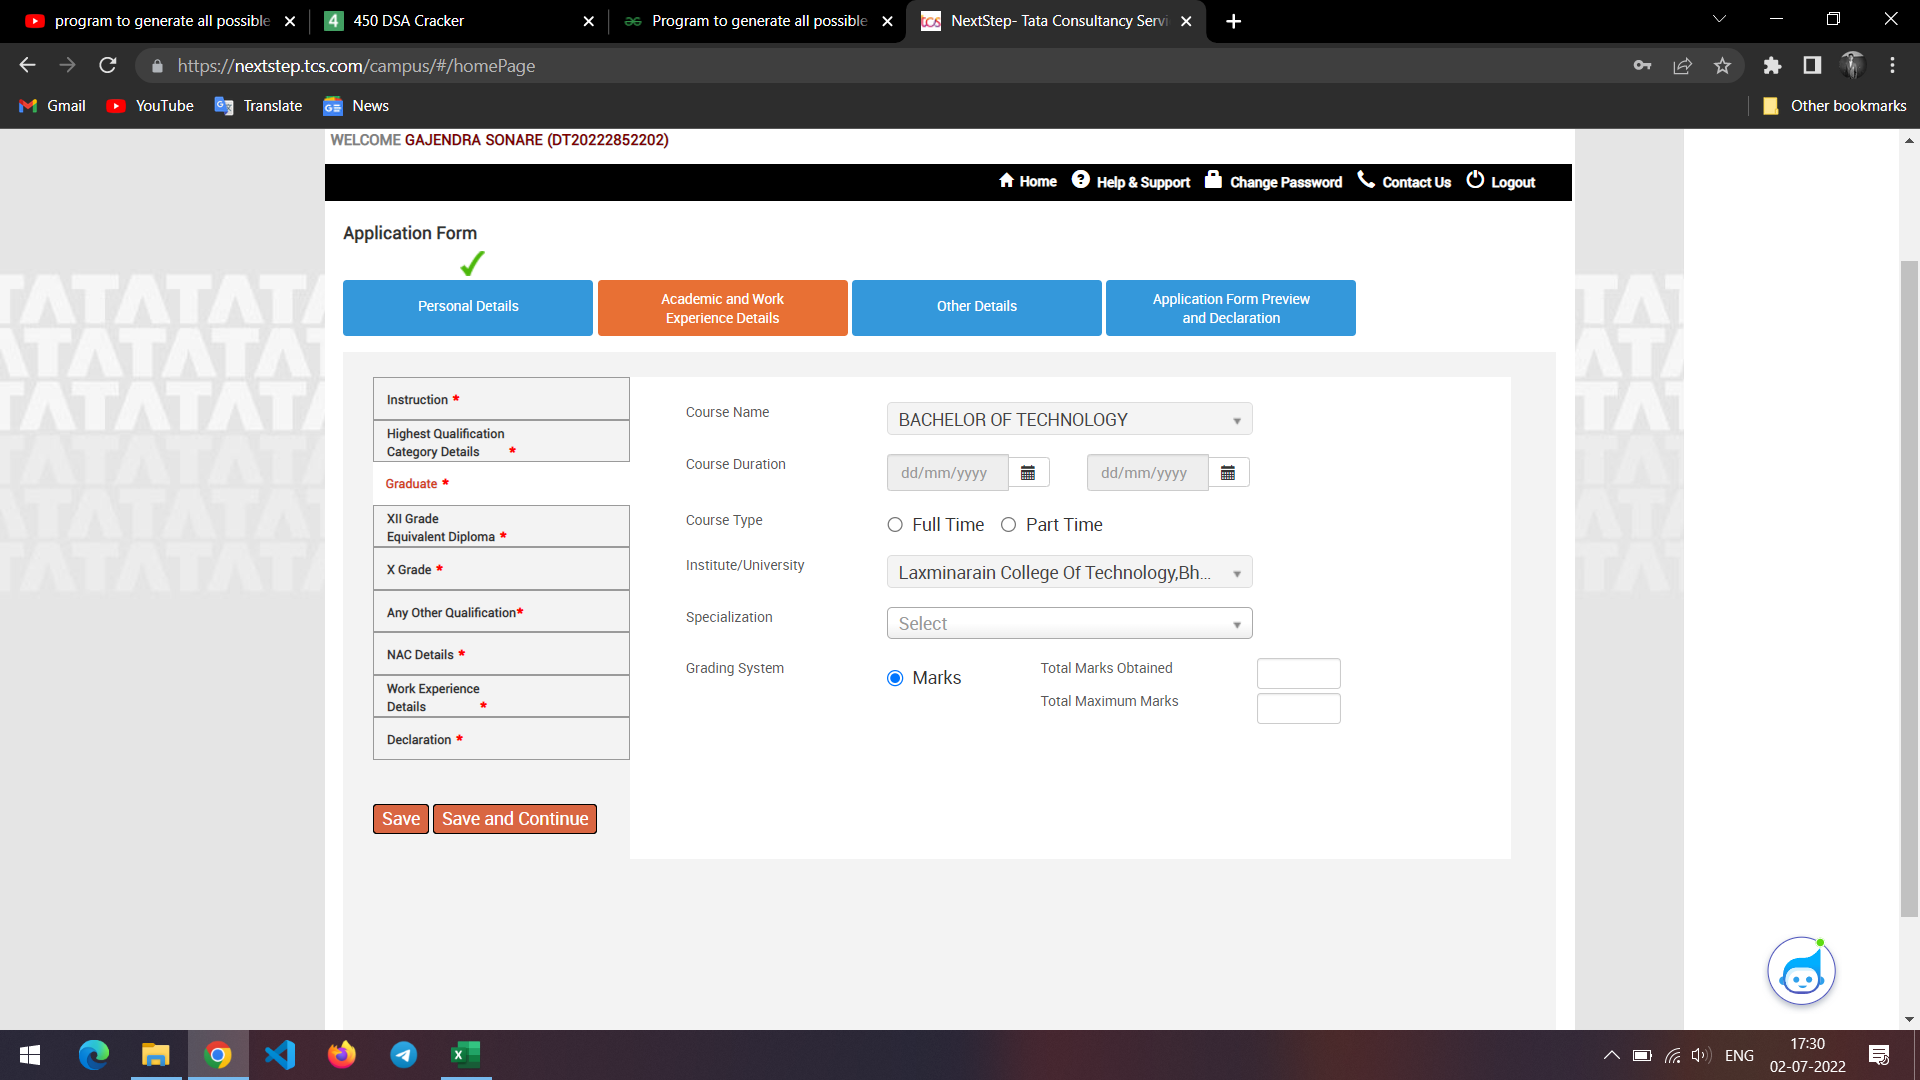 program to generate all possible
450 DSA Cracker
Program to generate all possible
tcs NextStep- Tata Consultancy Servi
https://nextstep.tcs.com/campus/#/homePage
Gmail YouTube Translate News Other bookmarks
WELCOME GAJENDRA SONARE (DT20222852202)
Home Help & Support Change Password Contact Us Logout
Application Form
Personal Details
Academic and Work
Experience Details
Other Details
Application Form Preview
and Declaration
Instruction *
Highest Qualification
Category Details *
Graduate *
XII Grade
Equivalent Diploma *
X Grade *
Any Other Qualification*
NAC Details *
Work Experience
Details *
Declaration *
Save Save and Continue
Course Name BACHELOR OF TECHNOLOGY
Course Duration dd/mm/yyyy dd/mm/yyyy
Course Type Full Time Part Time
Institute/University Laxminarain College Of Technology,Bh...
Specialization Select
Grading System Marks Total Marks Obtained
Total Maximum Marks
ENG
17:30
02-07-2022